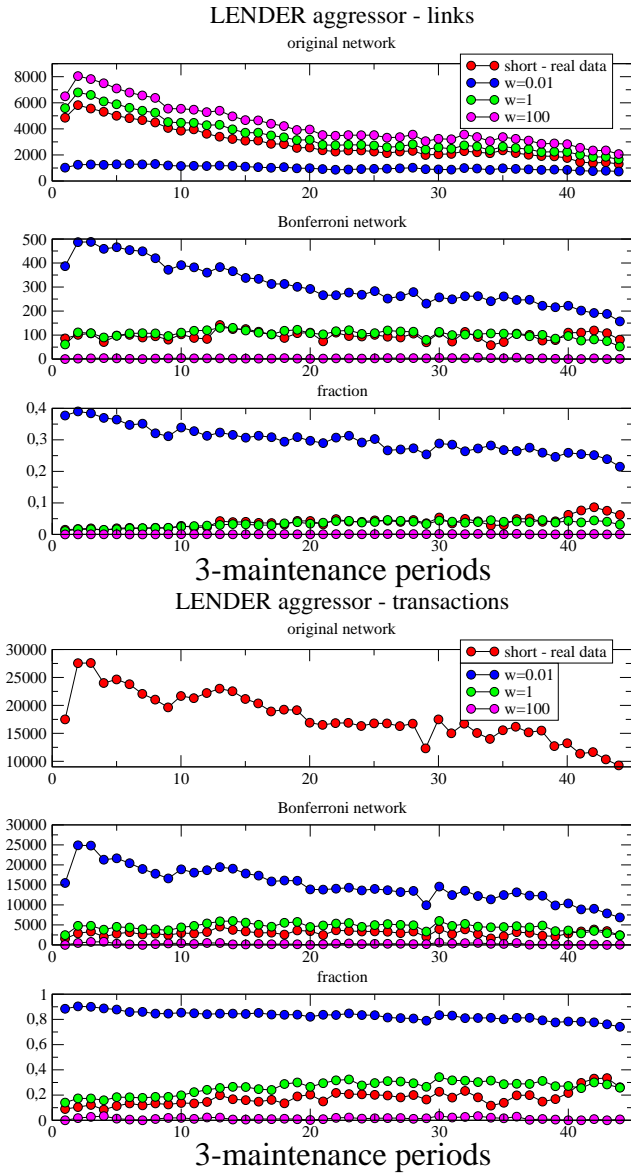 LENDER aggressor - links
original network
short - real data
w=0.01
w=1
w=100
8000
6000
4000
2000
0
0 10 20 30 40
Bonferroni network
500
400
300
200
100
0
0 10 20 30 40
fraction
0,4
0,3
0,2
0,1
0
0 10 20 30 40
3-maintenance periods
LENDER aggressor - transactions
original network
short - real data
w=0.01
w=1
w=100
30000
25000
20000
15000
10000
0 10 20 30 40
Bonferroni network
30000
25000
20000
15000
10000
5000
0
0 10 20 30 40
fraction
1
0,8
0,6
0,4
0,2
0
0 10 20 30 40
3-maintenance periods